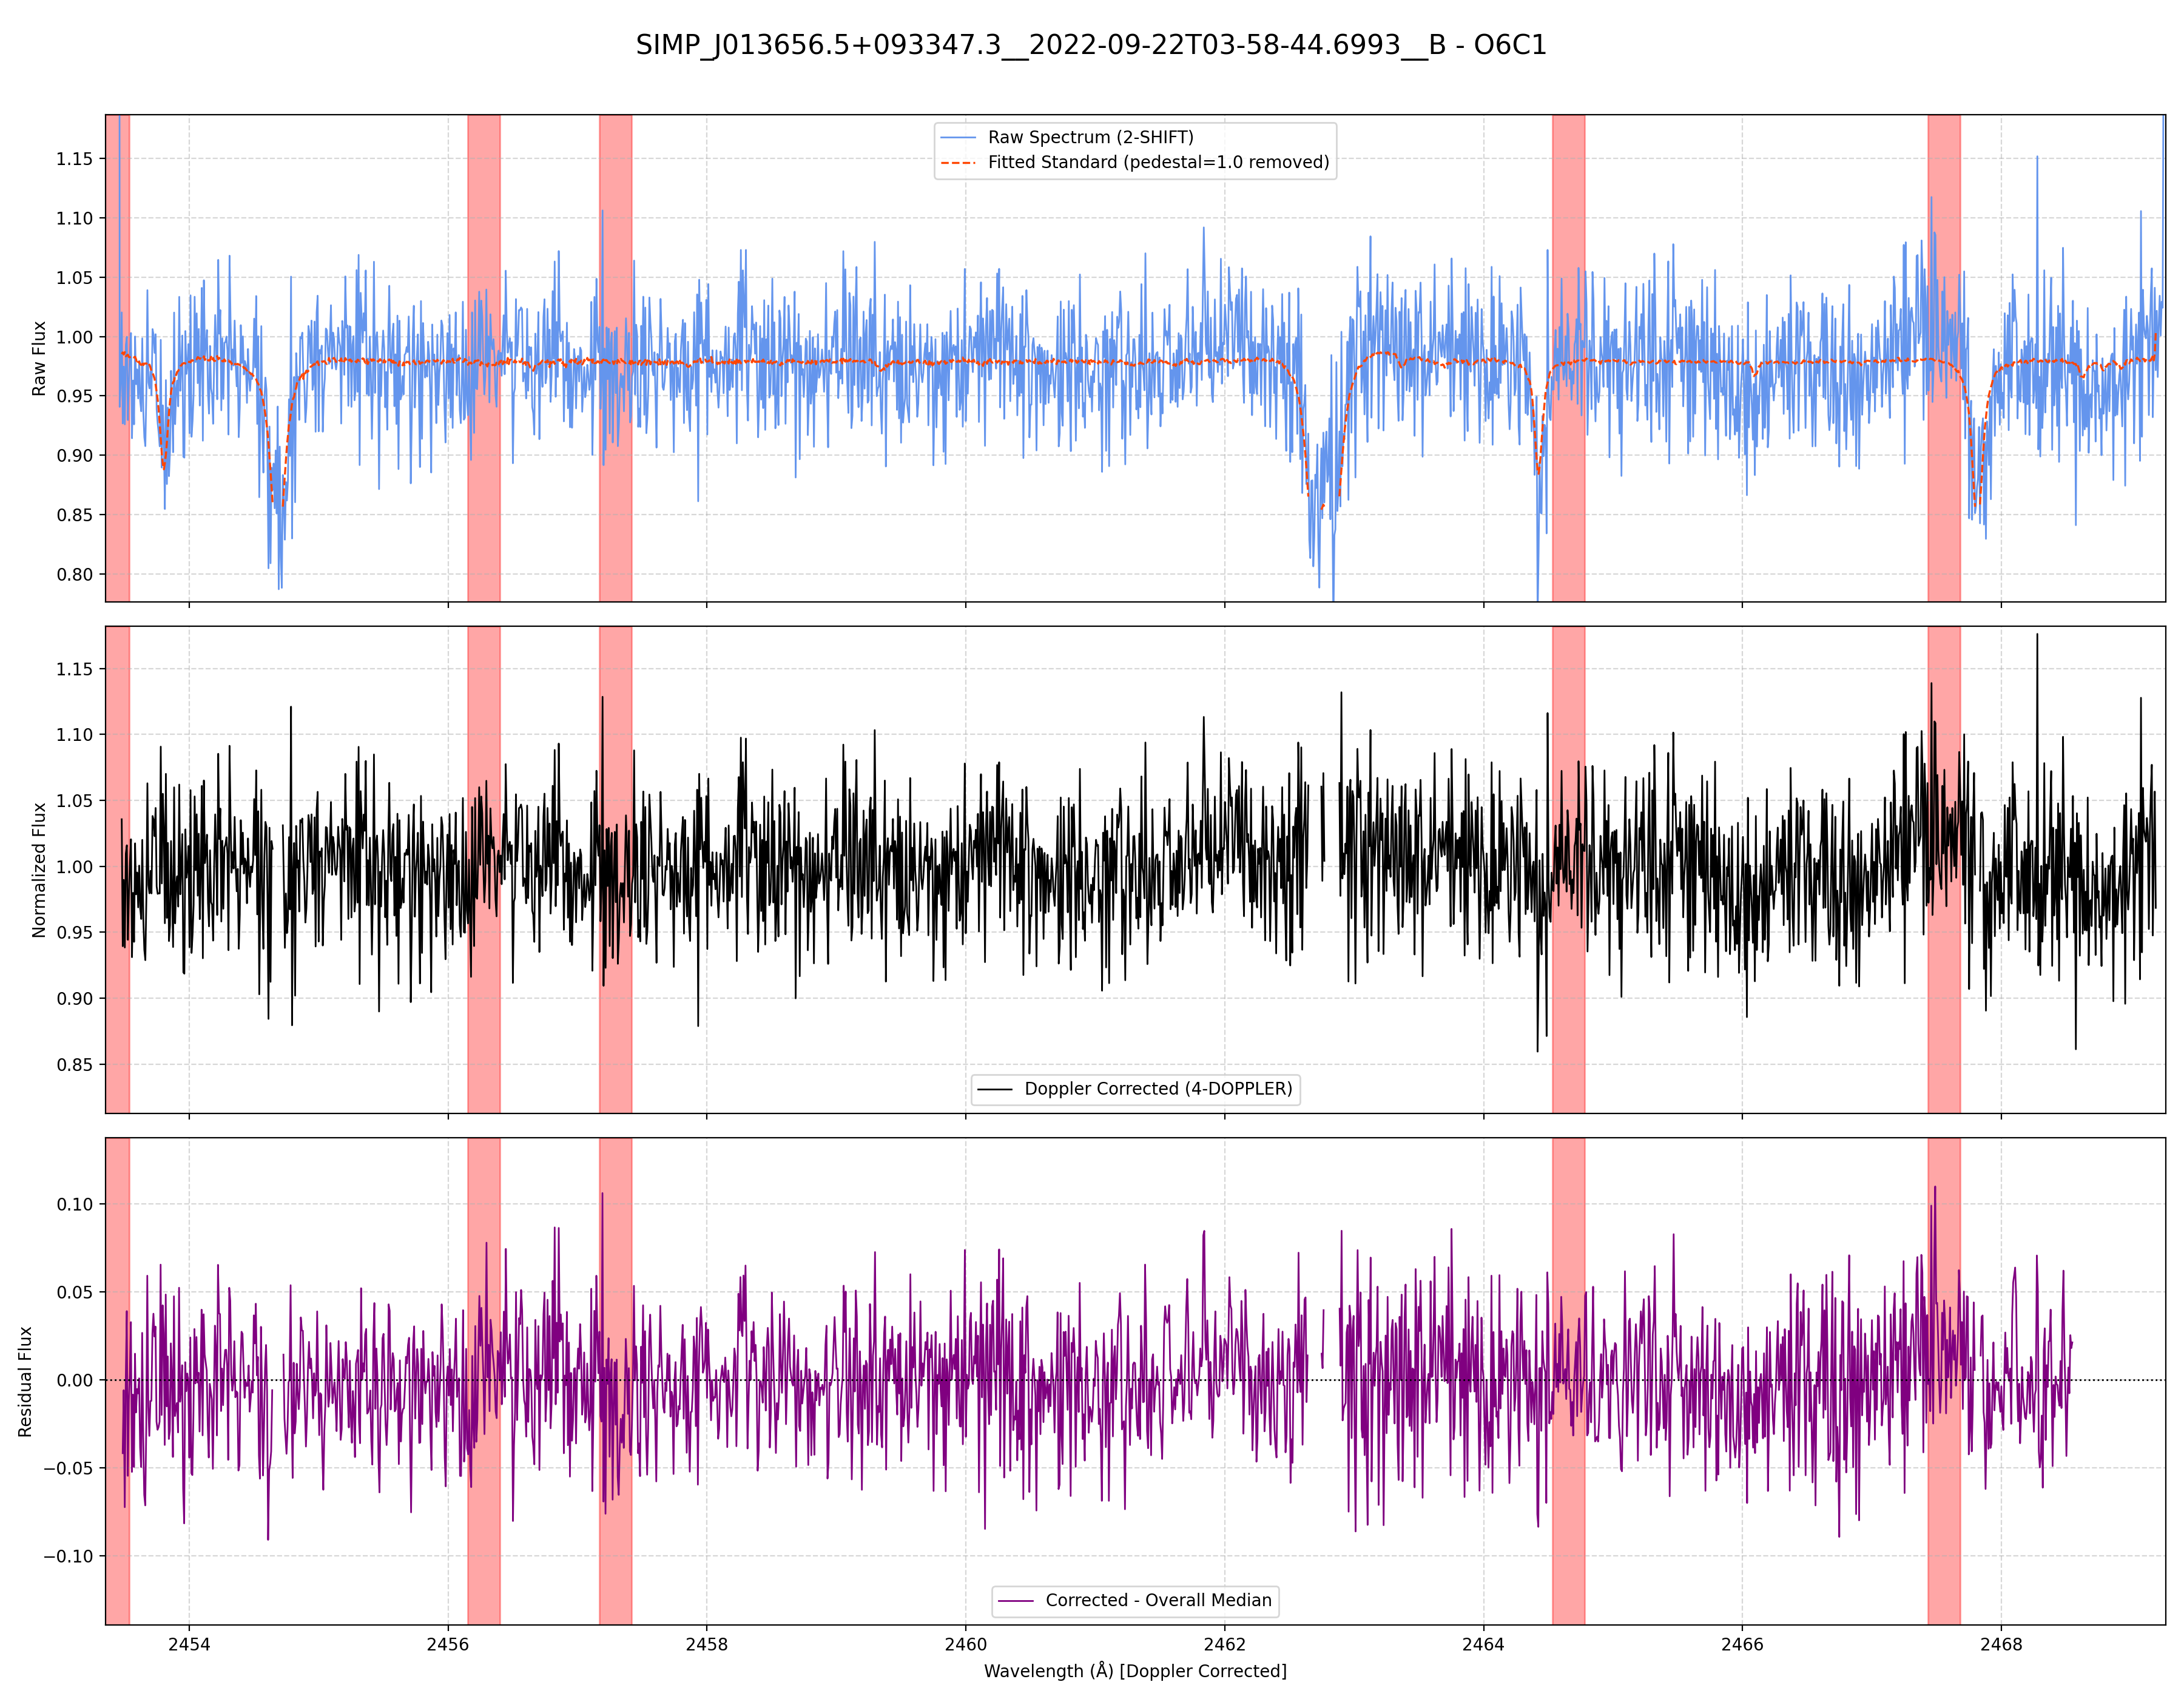 SIMP_J013656.5+093347.3__2022-09-22T03-58-44.6993__B - O6C1
Raw Flux
1.15
1.10
1.05
1.00
0.95
0.90
0.85
0.80
Raw Spectrum (2-SHIFT)
Fitted Standard (pedestal=1.0 removed)
Normalized Flux
1.15
1.10
1.05
1.00
0.95
0.90
0.85
Doppler Corrected (4-DOPPLER)
Residual Flux
0.10
0.05
0.00
−0.05
−0.10
Corrected - Overall Median
2454 2456 2458 2460 2462 2464 2466 2468
Wavelength (Å) [Doppler Corrected]